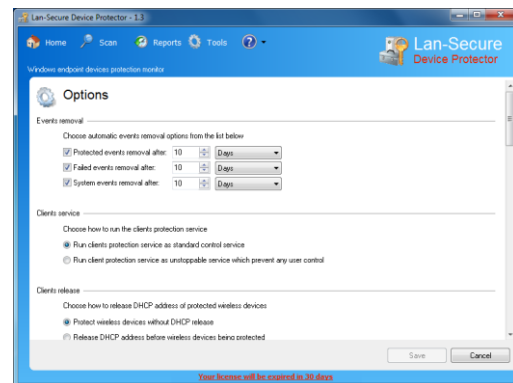 Lan-Secure Device Protector - 1.3
Home Scan Reports Tools
Lan-Secure
Device Protector
Windows endpoint devices protection monitor
Options
Events removal
Choose automatic events removal options from the list below
Protected events removal after: 10 Days
Failed events removal after: 10 Days
System events removal after: 10 Days
Clients service
Choose how to run the clients protection service
Run clients protection service as standard control service
Run client protection service as unstoppable service which prevent any user control
Clients release
Choose how to release DHCP address of protected wireless devices
Protect wireless devices without DHCP release
Release DHCP address before wireless devices being protected
Save Cancel
Your license will be expired in 30 days